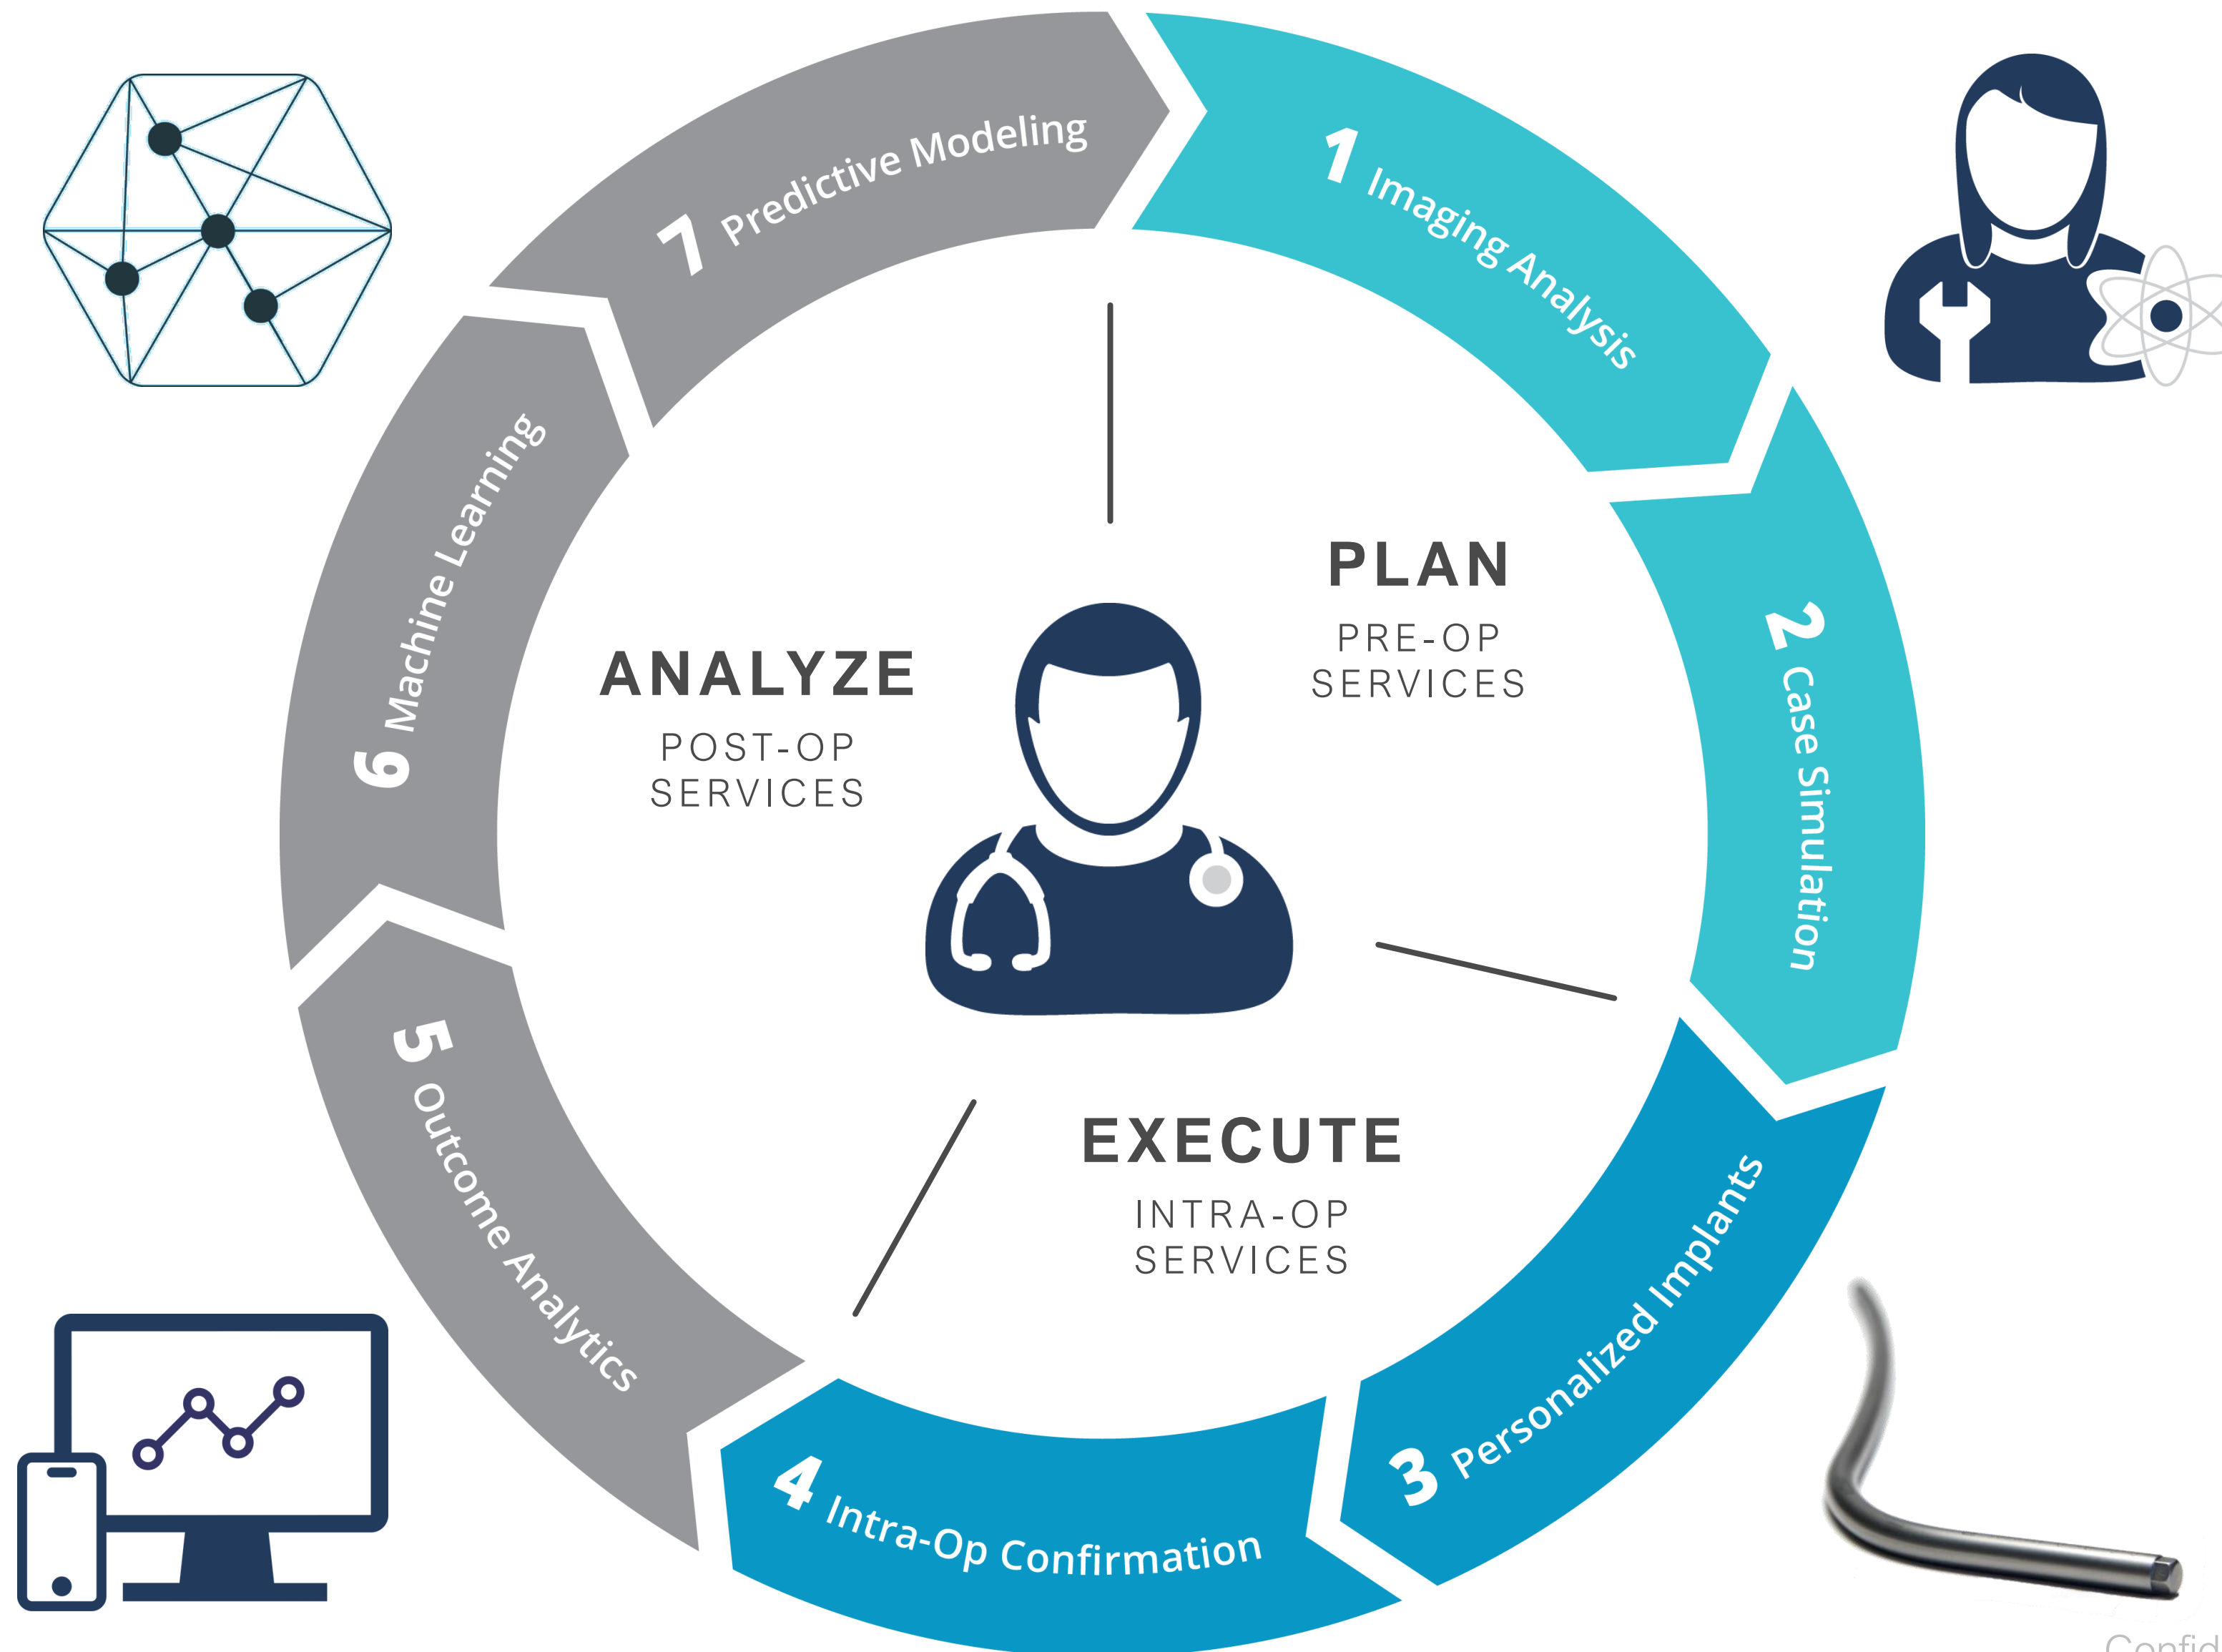 1 Imaging Analysis
2 Case Simulation
3 Personalized Implants
4 Intra-Op Confirmation
5 Outcome Analytics
6 Machine Learning
7 Predictive Modeling
PLAN
PRE-OP
SERVICES
EXECUTE
INTRA-OP
SERVICES
ANALYZE
POST-OP
SERVICES